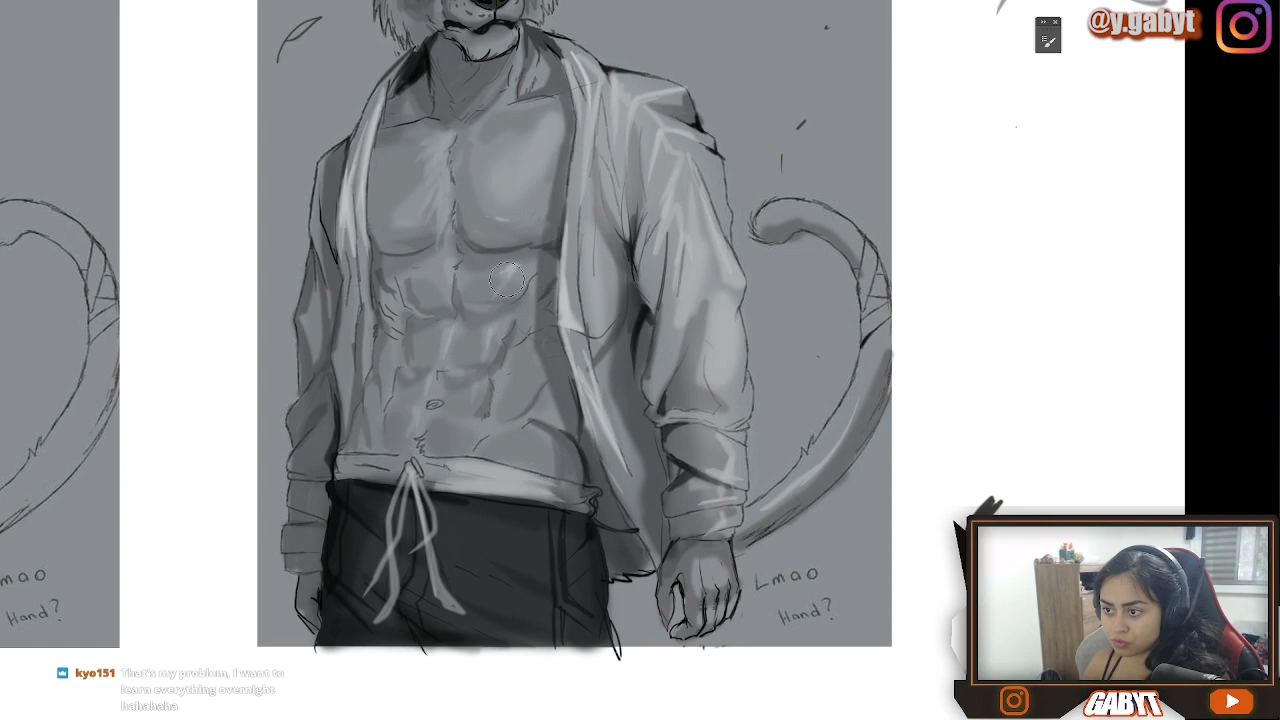 @y.gabyt
mao
Hand?
Lmao
Hand?
kyo151 That's my problem, I want to
learn everything overnight
hahahaha
GABYT